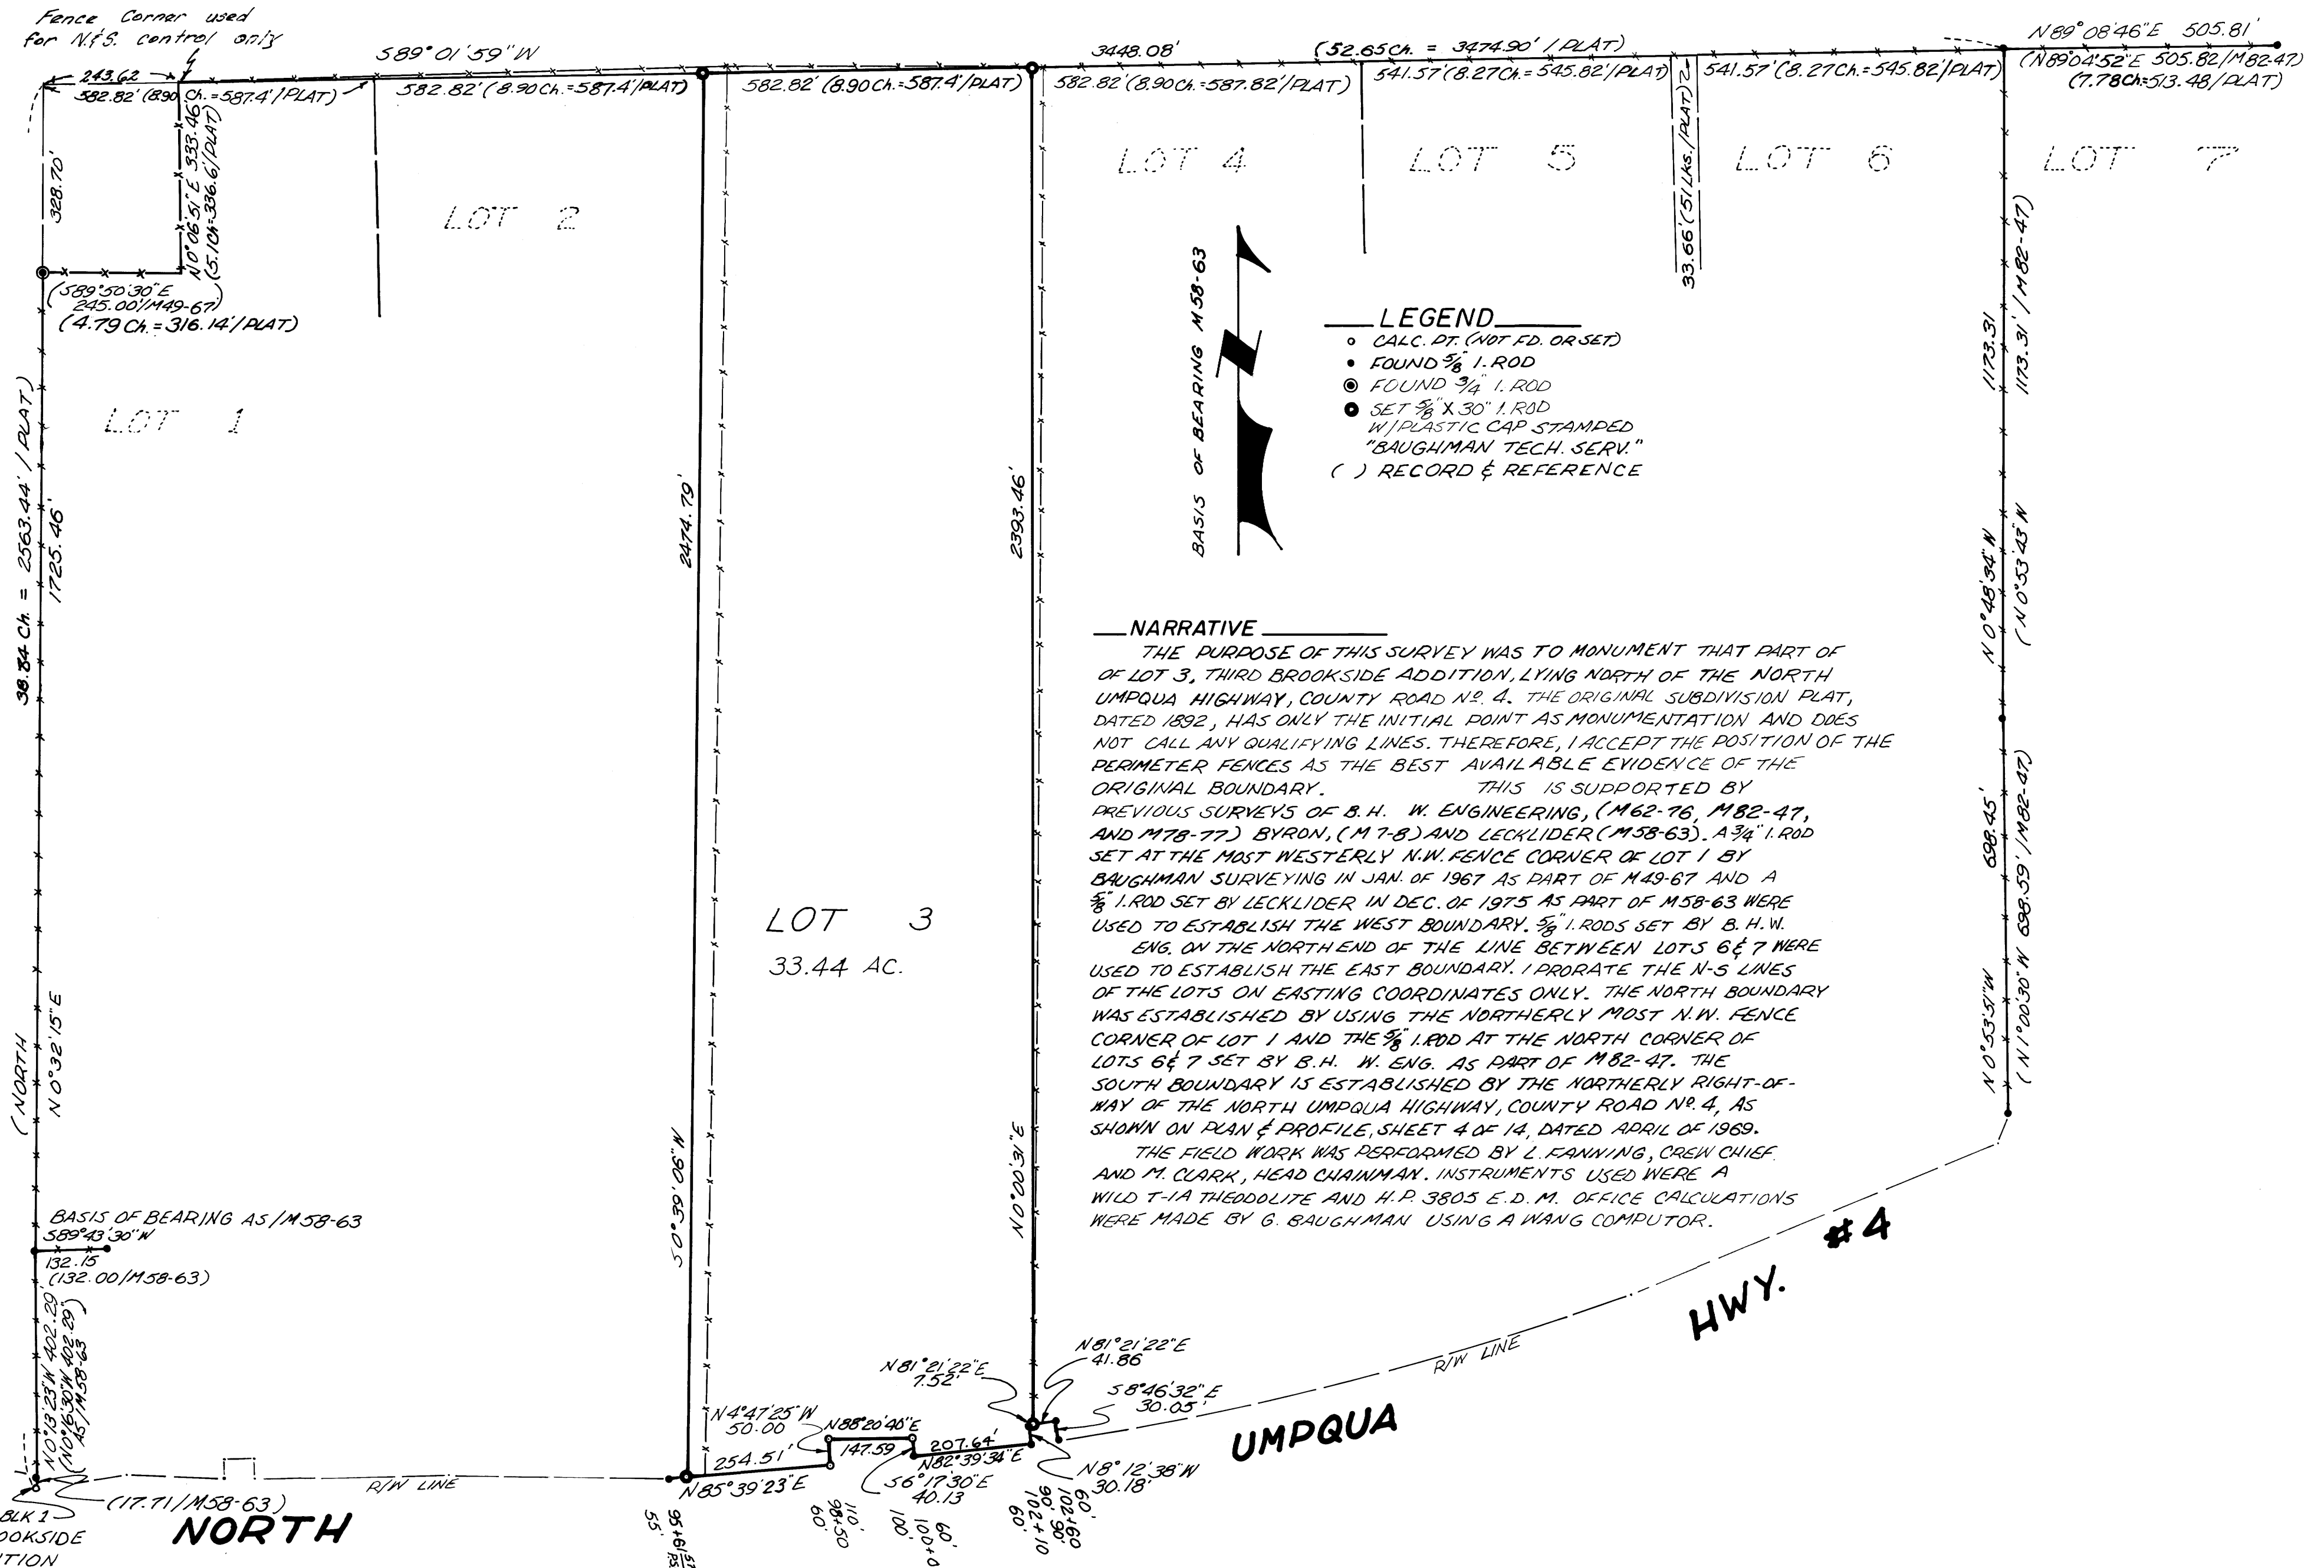 Fence Corner used
for N.&S. control only
S89°01'59"W
3448.08'
(52.65Ch. = 3474.90' / PLAT)
N89°08'46"E 505.81'
(N89°04'52"E 505.82/M82-47)
(7.78Ch=513.48/PLAT)
243.62
582.82' (8.90 Ch.=587.4'/PLAT)
582.82' (8.90Ch.=587.4'/PLAT)
582.82' (8.90Ch.=587.4'/PLAT)
582.82' (8.90Ch.=587.82'/PLAT)
541.57' (8.27Ch.=545.82'/PLAT)
541.57' (8.27Ch.=545.82'/PLAT)
328.70'
N0°06'51"E 333.46'
(5.1Ch=336.6'/PLAT)
(S89°50'30"E
245.00'/M49-67)
(4.79 Ch.=316.14'/PLAT)
33.66' (51 LKs./PLAT)
LOT 1
LOT 2
LOT 4
LOT 5
LOT 6
LOT 7
BASIS OF BEARING M58-63
N
LEGEND
CALC. PT. (NOT FD. OR SET)
FOUND 5/8" I. ROD
FOUND 3/4" I. ROD
SET 5/8" X 30" I. ROD
W/PLASTIC CAP STAMPED
"BAUGHMAN TECH. SERV."
( ) RECORD & REFERENCE
38.84 Ch. = 2563.44' / PLAT)
(NORTH
1725.46'
N0°32'15"E
2474.79'
S0°39'06"W
2393.46'
N0°00'31"E
1173.31
1173.31' / M82-47)
N0°48'34"W
(N0°53'43"W
698.45'
N0°53'51"W
(N1°00'30"W 698.59' /M82-47)
LOT 3
33.44 AC.
NARRATIVE
THE PURPOSE OF THIS SURVEY WAS TO MONUMENT THAT PART OF
OF LOT 3, THIRD BROOKSIDE ADDITION, LYING NORTH OF THE NORTH
UMPQUA HIGHWAY, COUNTY ROAD Nº. 4. THE ORIGINAL SUBDIVISION PLAT,
DATED 1892, HAS ONLY THE INITIAL POINT AS MONUMENTATION AND DOES
NOT CALL ANY QUALIFYING LINES. THEREFORE, I ACCEPT THE POSITION OF THE
PERIMETER FENCES AS THE BEST AVAILABLE EVIDENCE OF THE
ORIGINAL BOUNDARY. THIS IS SUPPORTED BY
PREVIOUS SURVEYS OF B.H. W. ENGINEERING, (M62-76, M82-47,
AND M78-77) BYRON, (M7-8) AND LECKLIDER (M58-63). A 3/4" I. ROD
SET AT THE MOST WESTERLY N.W. FENCE CORNER OF LOT 1 BY
BAUGHMAN SURVEYING IN JAN. OF 1967 AS PART OF M49-67 AND A
5/8" I. ROD SET BY LECKLIDER IN DEC. OF 1975 AS PART OF M58-63 WERE
USED TO ESTABLISH THE WEST BOUNDARY. 5/8" I. RODS SET BY B.H.W.
ENG. ON THE NORTH END OF THE LINE BETWEEN LOTS 6 & 7 WERE
USED TO ESTABLISH THE EAST BOUNDARY. I PRORATE THE N-S LINES
OF THE LOTS ON EASTING COORDINATES ONLY. THE NORTH BOUNDARY
WAS ESTABLISHED BY USING THE NORTHERLY MOST N.W. FENCE
CORNER OF LOT 1 AND THE 5/8" I. ROD AT THE NORTH CORNER OF
LOTS 6 & 7 SET BY B.H. W. ENG. AS PART OF M82-47. THE
SOUTH BOUNDARY IS ESTABLISHED BY THE NORTHERLY RIGHT-OF-
WAY OF THE NORTH UMPQUA HIGHWAY, COUNTY ROAD Nº. 4, AS
SHOWN ON PLAN & PROFILE, SHEET 4 OF 14, DATED APRIL OF 1969.
THE FIELD WORK WAS PERFORMED BY L. FANNING, CREW CHIEF
AND M. CLARK, HEAD CHAINMAN. INSTRUMENTS USED WERE A
WILD T-1A THEODOLITE AND H.P. 3805 E.D.M. OFFICE CALCULATIONS
WERE MADE BY G. BAUGHMAN USING A WANG COMPUTOR.
BASIS OF BEARING AS/M58-63
S89°43'30"W
132.15
(132.00/M58-63)
N0°13'23"W 402.29'
(N0°16'30"W 402.29')
AS/M58-63
(17.71/M58-63)
BLK 1
R/W LINE
NORTH
N4°47'25"W
50.00
N88°20'40"E
147.59
254.51'
N85°39'23"E
207.64'
N82°39'34"E
S6°17'30"E
40.13
N81°21'22"E
7.52'
N81°21'22"E
41.86
S8°46'32"E
30.05'
N8°12'38"W
30.18'
95+61
55'
110'
98+50
60'
60'
100'
60'
102+60
90'
90'
102+10
60'
R/W LINE
UMPQUA
HWY.
#4